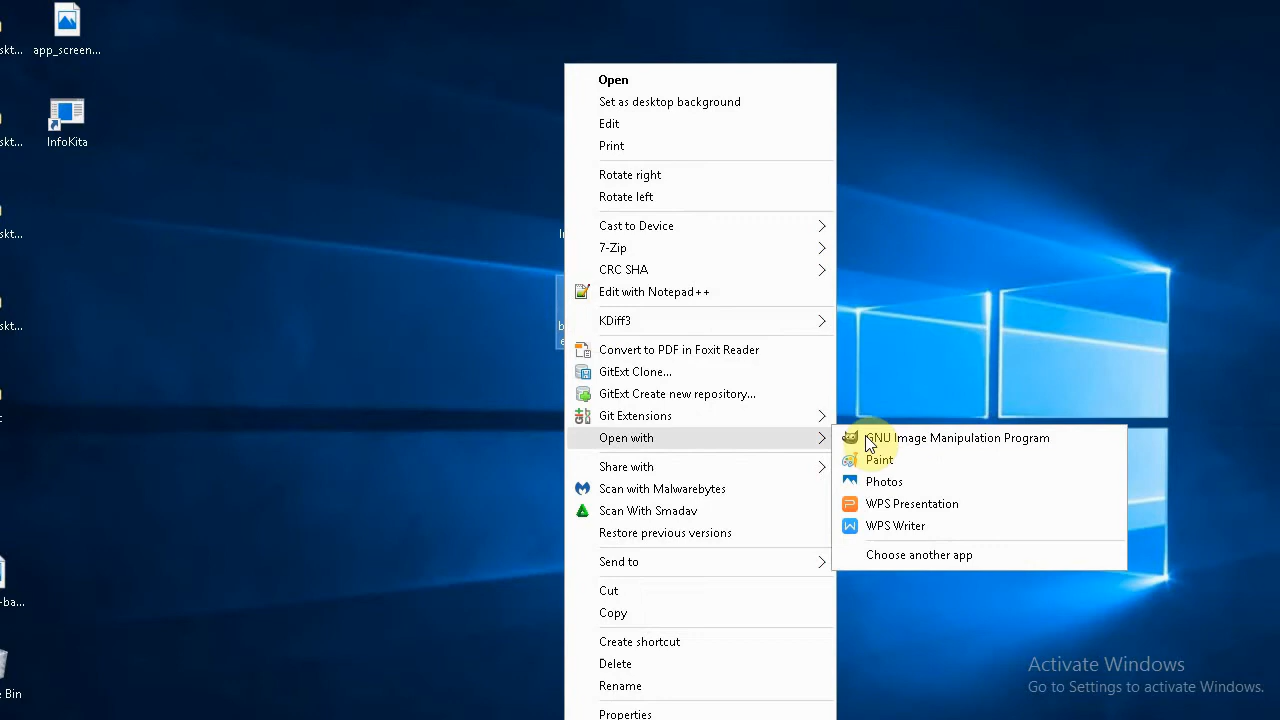 skt...
app_screen...
skt...
InfoKita
skt...
skt...
-ba...
e Bin
Open
Set as desktop background
Edit
Print
Rotate right
Rotate left
Cast to Device
7-Zip
CRC SHA
Edit with Notepad++
KDiff3
Convert to PDF in Foxit Reader
GitExt Clone...
GitExt Create new repository...
Git Extensions
Open with
Share with
Scan with Malwarebytes
Scan With Smadav
Restore previous versions
Send to
Cut
Copy
Create shortcut
Delete
Rename
Properties
GNU Image Manipulation Program
Paint
Photos
WPS Presentation
WPS Writer
Choose another app
Activate Windows
Go to Settings to activate Windows.